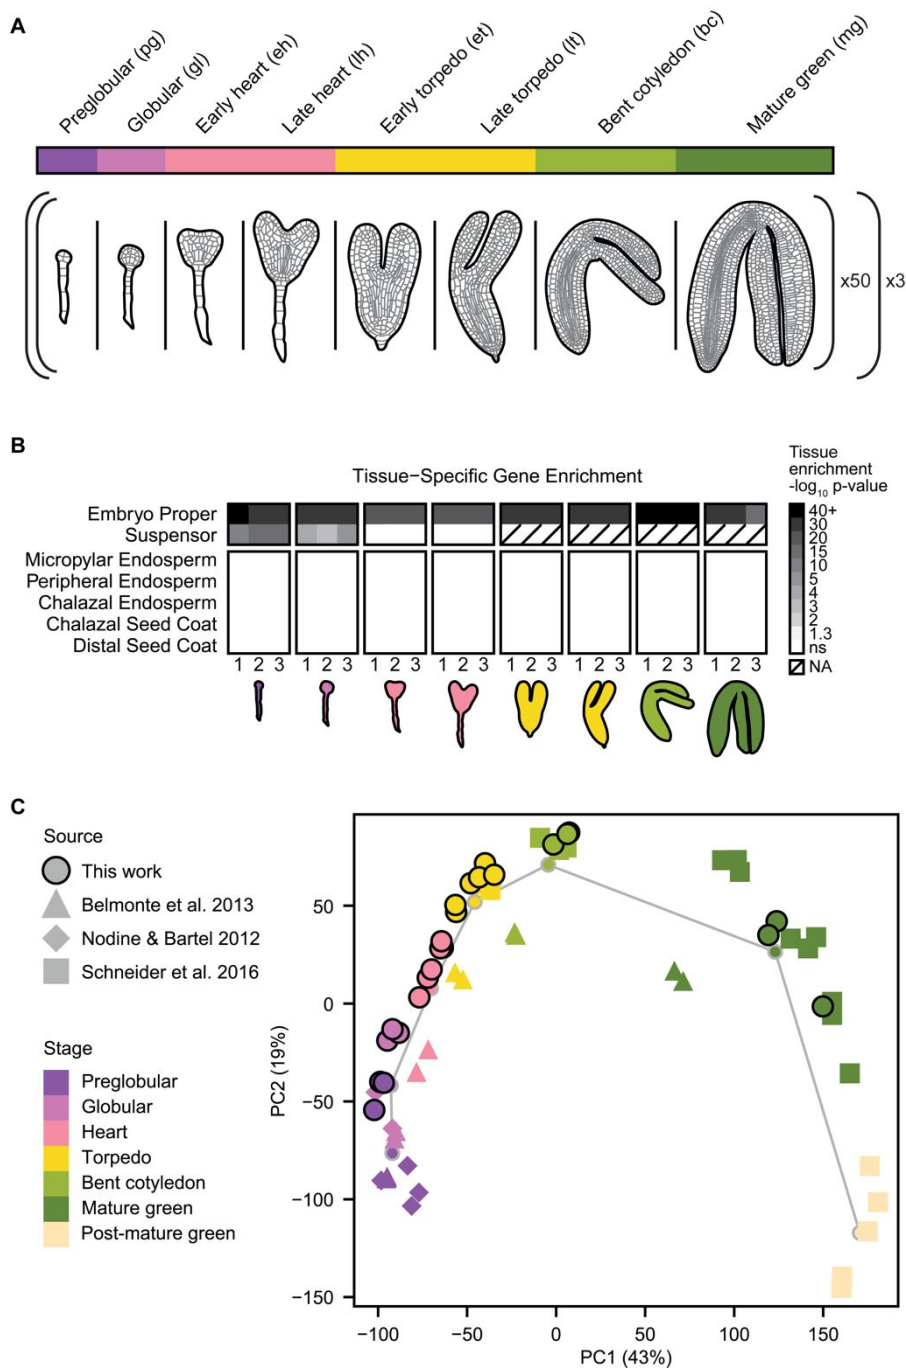 A
Preglobular (pg)
Globular (gl)
Early heart (eh)
Late heart (lh)
Early torpedo (et)
Late torpedo (lt)
Bent cotyledon (bc)
Mature green (mg)
x50
x3
B
Tissue−Specific Gene Enrichment
Tissue
enrichment
-log10 p-value
Embryo Proper
Suspensor
Micropylar Endosperm
Peripheral Endosperm
Chalazal Endosperm
Chalazal Seed Coat
Distal Seed Coat
40+
30
20
15
10
5
4
3
2
1.3
ns
NA
1 2 3 1 2 3 1 2 3 1 2 3 1 2 3 1 2 3 1 2 3 1 2 3
C
Source
This work
Belmonte et al. 2013
Nodine & Bartel 2012
Schneider et al. 2016
Stage
Preglobular
Globular
Heart
Torpedo
Bent cotyledon
Mature green
Post-mature green
PC2 (19%)
50
0
−50
−100
−150
−100 −50 0 50 100 150
PC1 (43%)